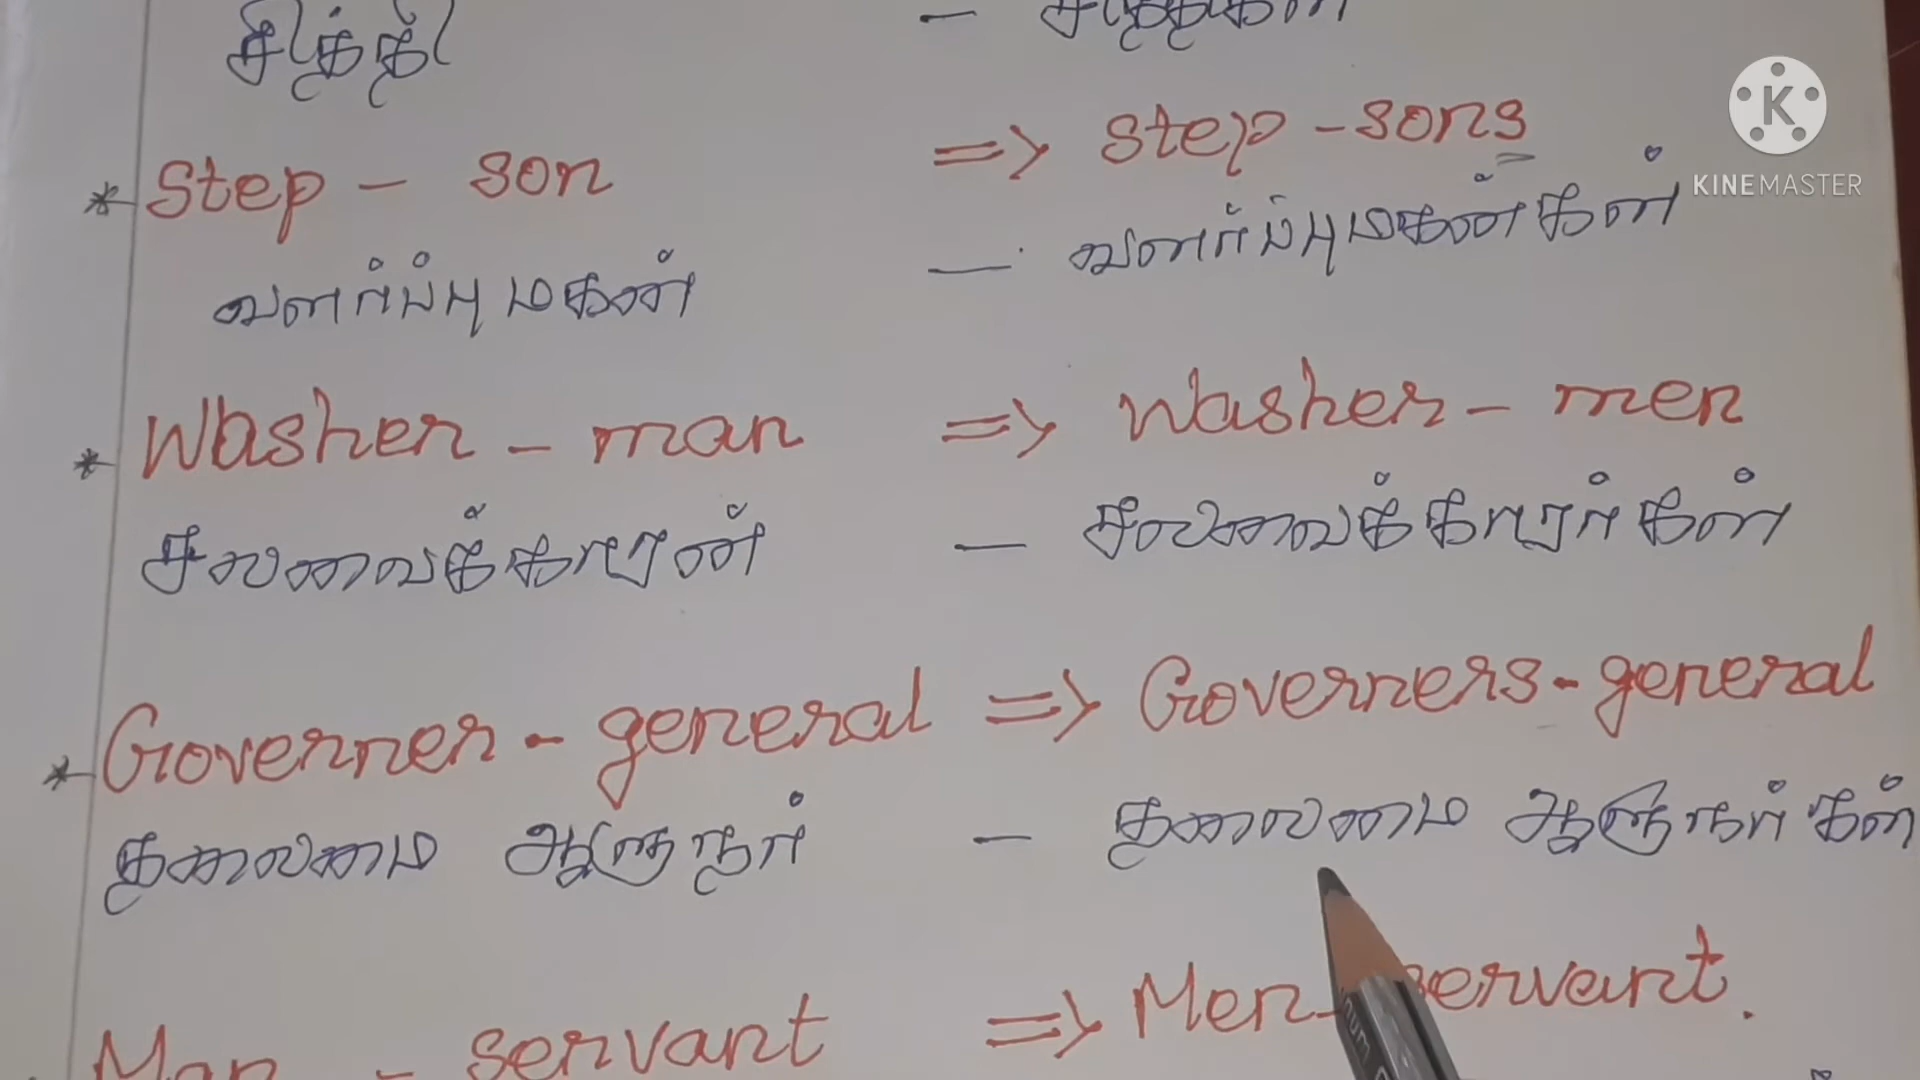 சித்தி – சித்திகள்
* Step - son => Step - sons
வளர்ப்புமகன் — வளர்ப்புமகன்கள்
* Washer - man => Washer - men
சலவைக்காரன் — சலவைக்காரர்கள்
* Governer - general => Governers - general
தலைமை ஆளுநர் — தலைமை ஆளுநர்கள்
Man - servant => Men - servant.
KINEMASTER